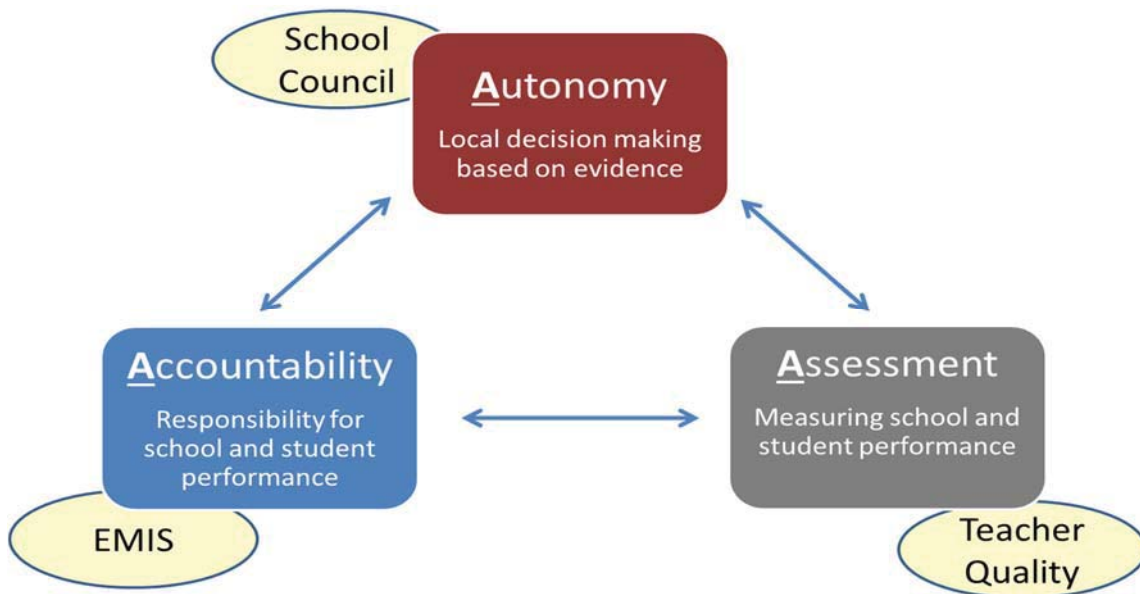 School
Council
Autonomy
Local decision making
based on evidence
Accountability
Responsibility for
school and student
performance
Assessment
Measuring school and
student performance
EMIS
Teacher
Quality